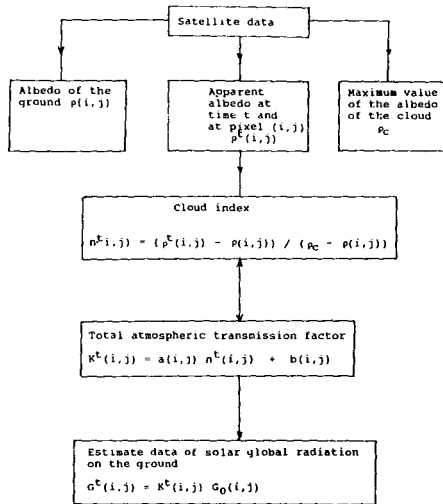 Satellite data
Albedo of the
ground ρ(i,j)
Apparent
albedo at
time t and
at pixel (i,j)
ρᵗ(i,j)
Maximum value
of the albedo
of the cloud
ρc
Cloud index
nᵗi,j) = (ρᵗ(i,j) - ρ(i,j)) / (ρc - ρ(i,j))
Total atmospheric transmission factor
Kᵗ(i,j) = a(i,j) nᵗ(i,j) + b(i,j)
Estimate data of solar global radiation
on the ground
Gᵗ(i,j) = Kᵗ(i,j) G₀(i,j)